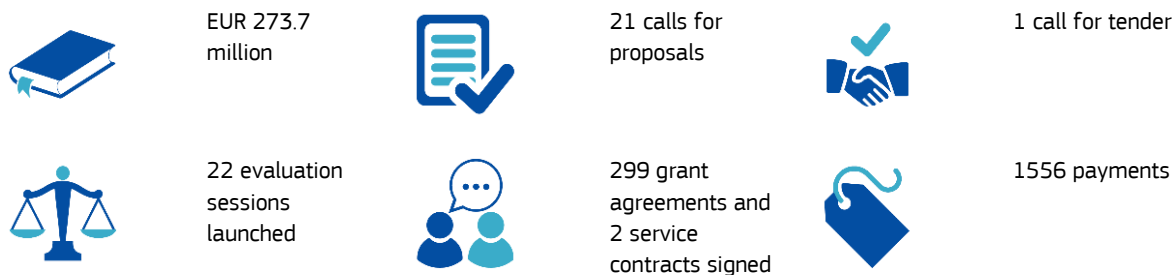 EUR 273.7
million
21 calls for
proposals
1 call for tender
22 evaluation
sessions
launched
299 grant
agreements and
2 service
contracts signed
1556 payments